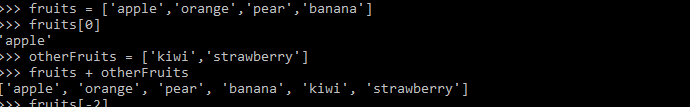 >>> fruits = ['apple','orange','pear','banana']
>>> fruits[0]
'apple'
>>> otherFruits = ['kiwi','strawberry']
>>> fruits + otherFruits
['apple', 'orange', 'pear', 'banana', 'kiwi', 'strawberry']
>>> fruits[-2]